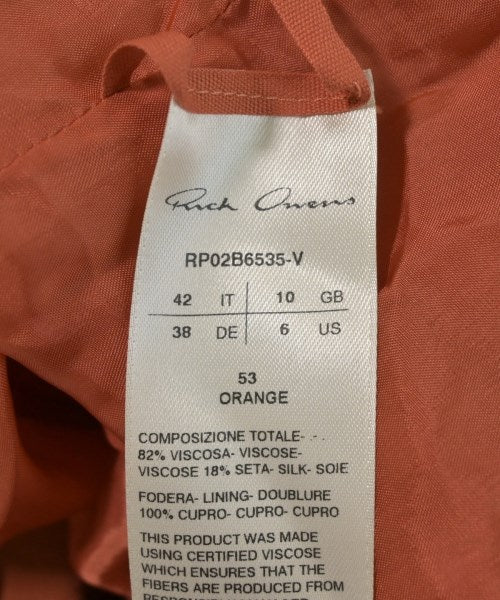 Rick Owens
RP02B6535-V
42 IT 10 GB
38 DE 6 US
53
ORANGE
COMPOSIZIONE TOTALE- - -
82% VISCOSA- VISCOSE-
VISCOSE 18% SETA- SILK- SOIE
FODERA- LINING- DOUBLURE
100% CUPRO- CUPRO- CUPRO
THIS PRODUCT WAS MADE
USING CERTIFIED VISCOSE
WHICH ENSURES THAT THE
FIBERS ARE PRODUCED FROM